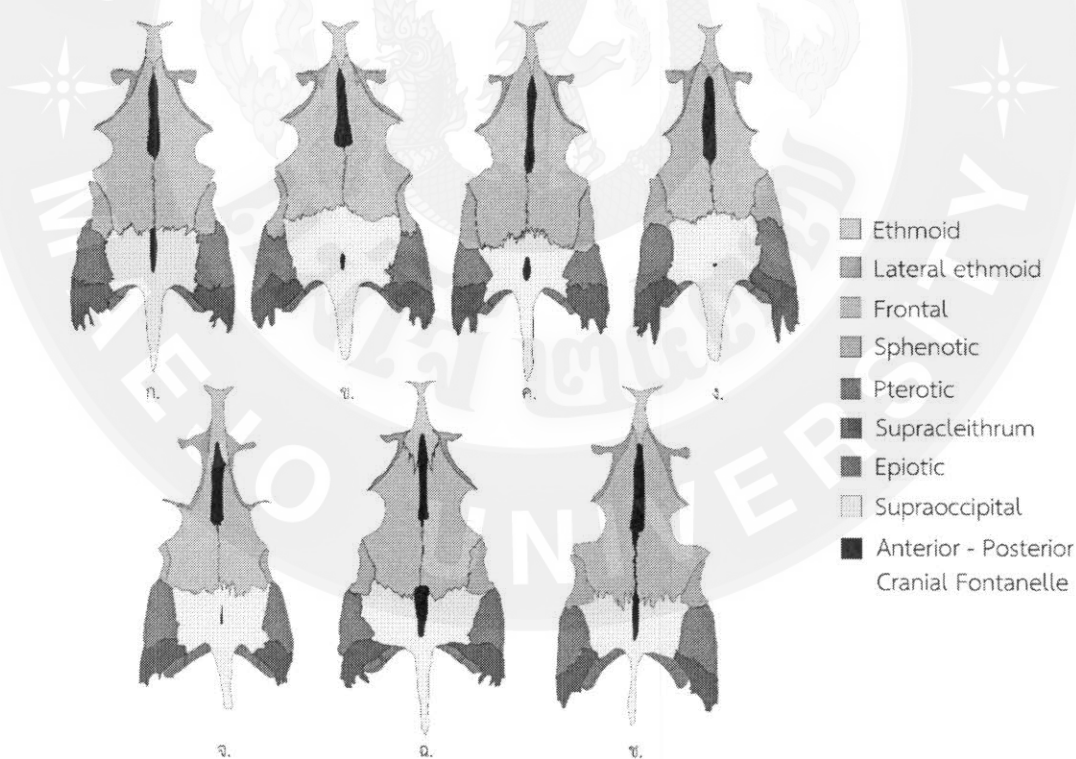 ก.
ข.
ค.
ง.
จ.
ฉ.
ช.
Ethmoid
Lateral ethmoid
Frontal
Sphenotic
Pterotic
Supracleithrum
Epiotic
Supraoccipital
Anterior - Posterior
Cranial Fontanelle
UNIVERSITY